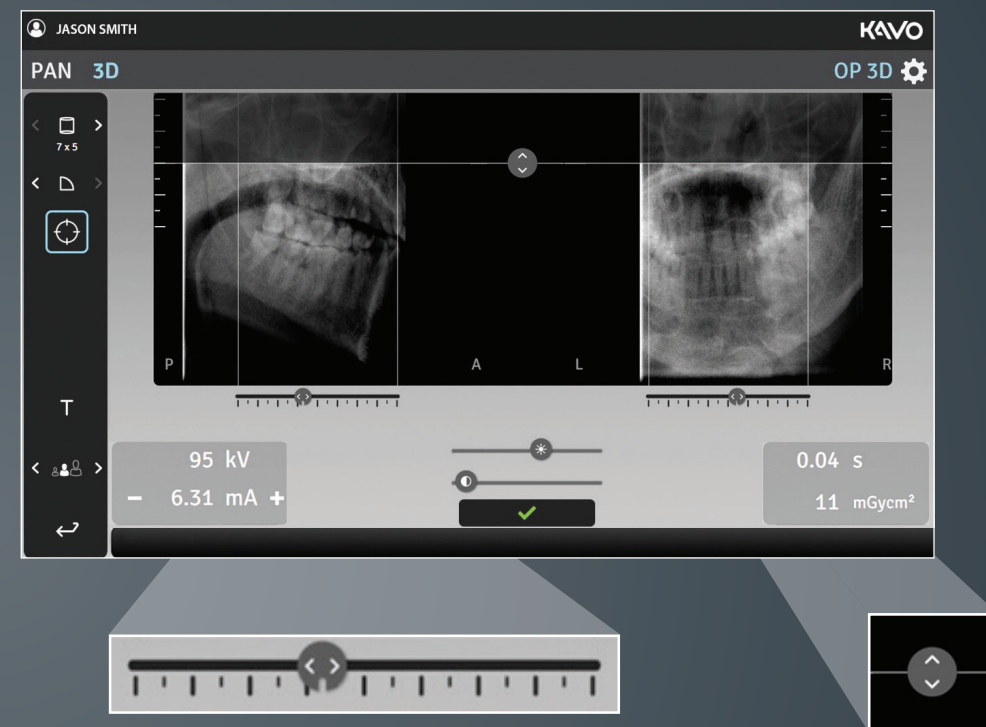 JASON SMITH
KAVO
PAN 3D
OP 3D
7 x 5
P
A
L
R
T
95 kV
6.31 mA
0.04 s
11 mGycm²